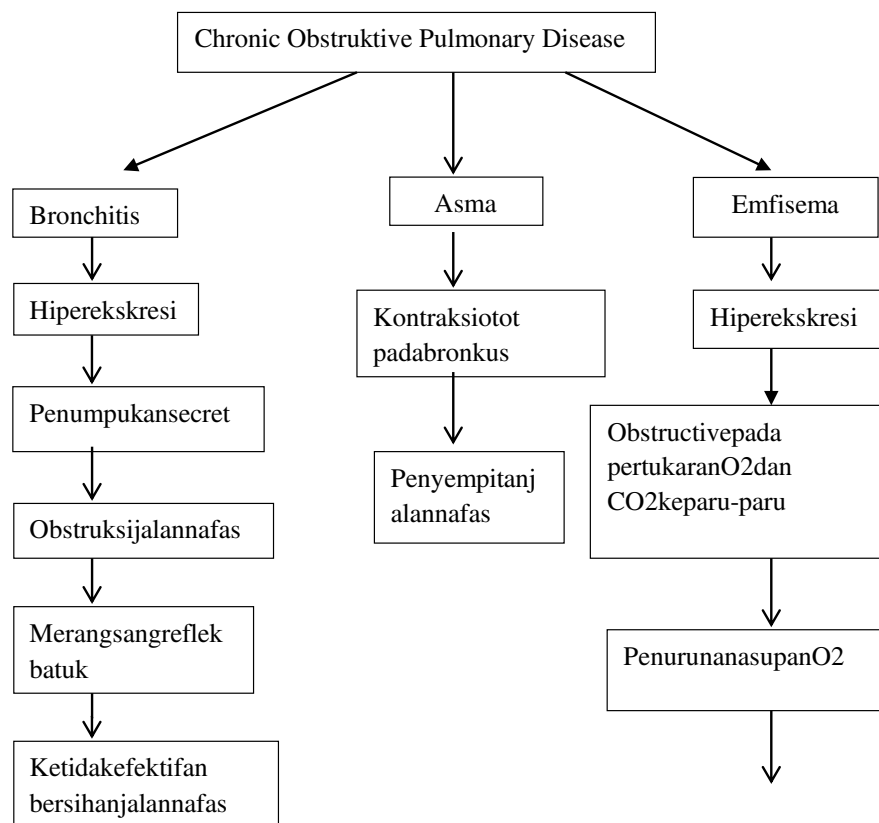 Chronic Obstruktive Pulmonary Disease
Bronchitis
Hiperekskresi
Penumpukansecret
Obstruksijalannafas
Merangsangreflek
batuk
Ketidakefektifan
bersihanjalannafas
Asma
Kontraksiotot
padabronkus
Penyempitanj
alannafas
Emfisema
Hiperekskresi
Obstructivepada
pertukaranO2dan
CO2keparu-paru
PenurunanasupanO2